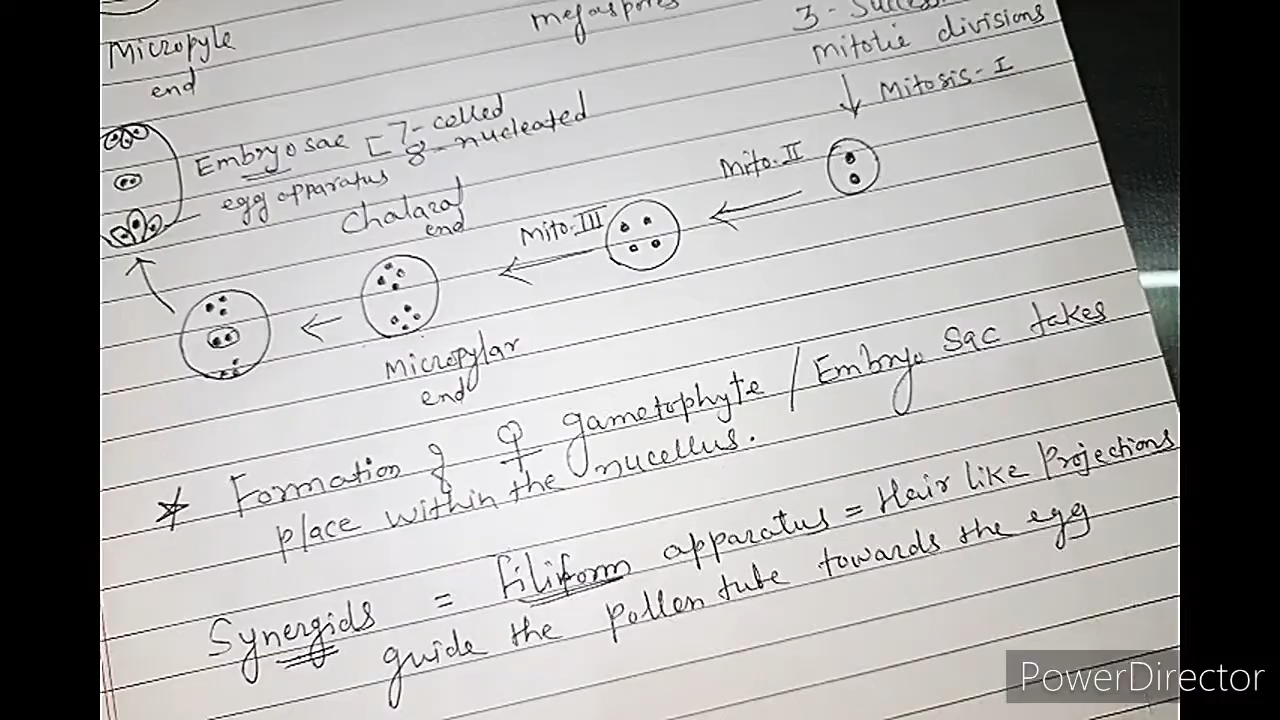 Micropyle
end
megaspores
3- Success
mitotic divisions
Mitosis-I
Mito.II
Mito.III
Embryo sac [7-celled
8-nucleated
egg apparatus
Chalazal
end
Micropylar
end
* Formation of ♀ gametophyte / Embryo Sac takes
place within the nucellus.
Synergids = filiform apparatus = Hair like Projections
guide the pollen tube towards the egg
PowerDirector